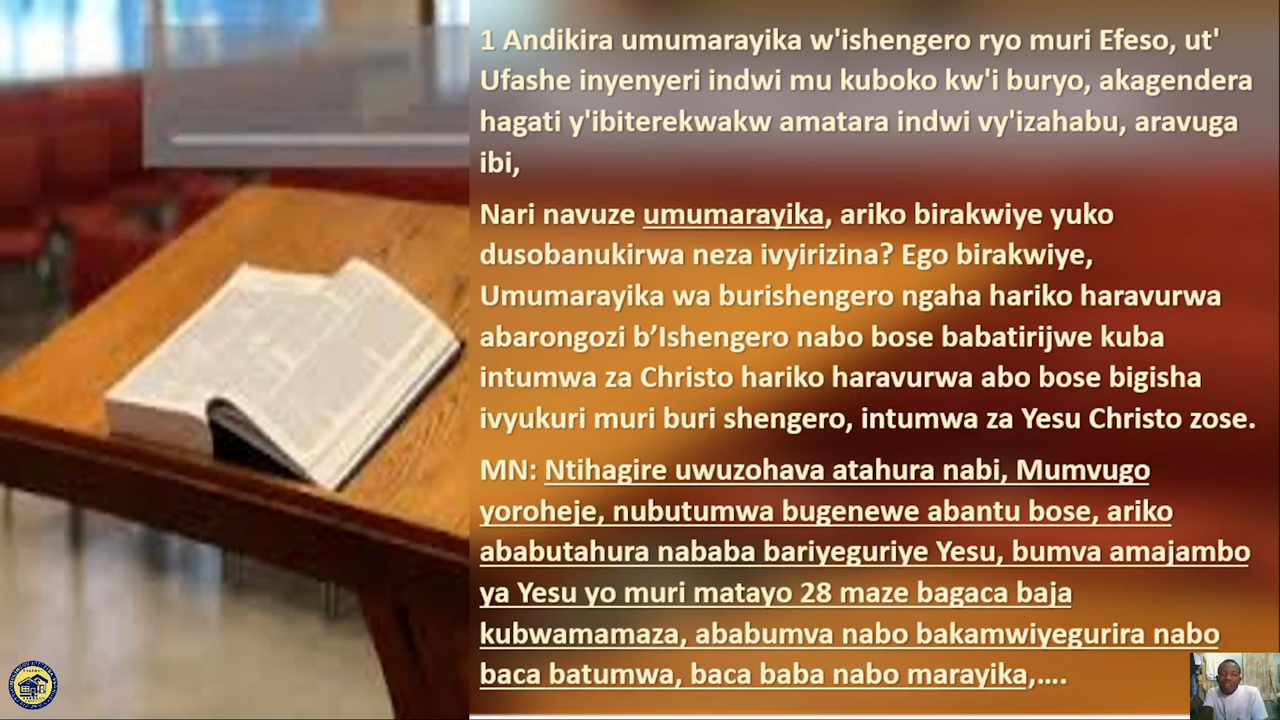 1 Andikira umumarayika w'ishengero ryo muri Efeso, ut'
Ufashe inyenyeri indwi mu kuboko kw'i buryo, akagendera
hagati y'ibiterekwakw amatara indwi vy'izahabu, aravuga
ibi,
Nari navuze umumarayika, ariko birakwiye yuko
dusobanukirwa neza ivyirizina? Ego birakwiye,
Umumarayika wa burishengero ngaha hariko haravurwa
abarongozi b’Ishengero nabo bose babatirijwe kuba
intumwa za Christo hariko haravurwa abo bose bigisha
ivyukuri muri buri shengero, intumwa za Yesu Christo zose.
MN: Ntihagire uwuzohava atahura nabi, Mumvugo
yoroheje, nubutumwa bugenewe abantu bose, ariko
ababutahura nababa bariyeguriye Yesu, bumva amajambo
ya Yesu yo muri matayo 28 maze bagaca baja
kubwamamaza, ababumva nabo bakamwiyegurira nabo
baca batumwa, baca baba nabo marayika,....